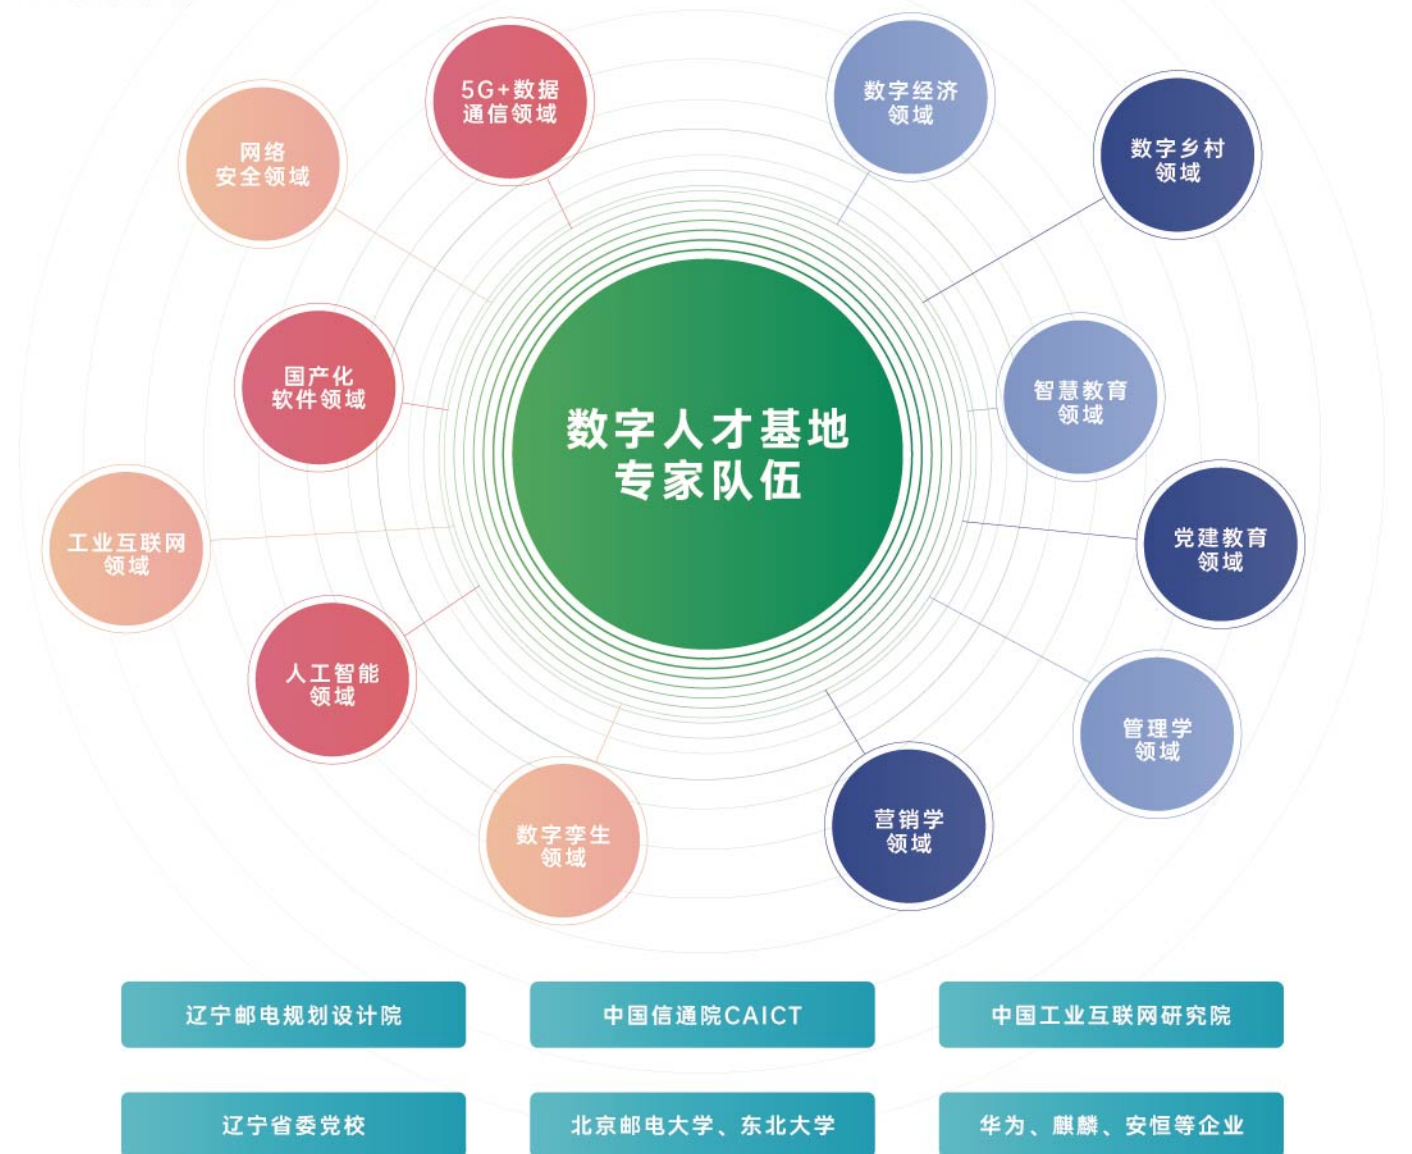 5G+数据
通信领域
数字经济
领域
网络
安全领域
数字乡村
领域
国产化
软件领域
智慧教育
领域
数字人才基地
专家队伍
工业互联网
领域
党建教育
领域
人工智能
领域
管理学
领域
数字孪生
领域
营销学
领域
辽宁邮电规划设计院
中国信通院CAICT
中国工业互联网研究院
辽宁省委党校
北京邮电大学、东北大学
华为、麒麟、安恒等企业